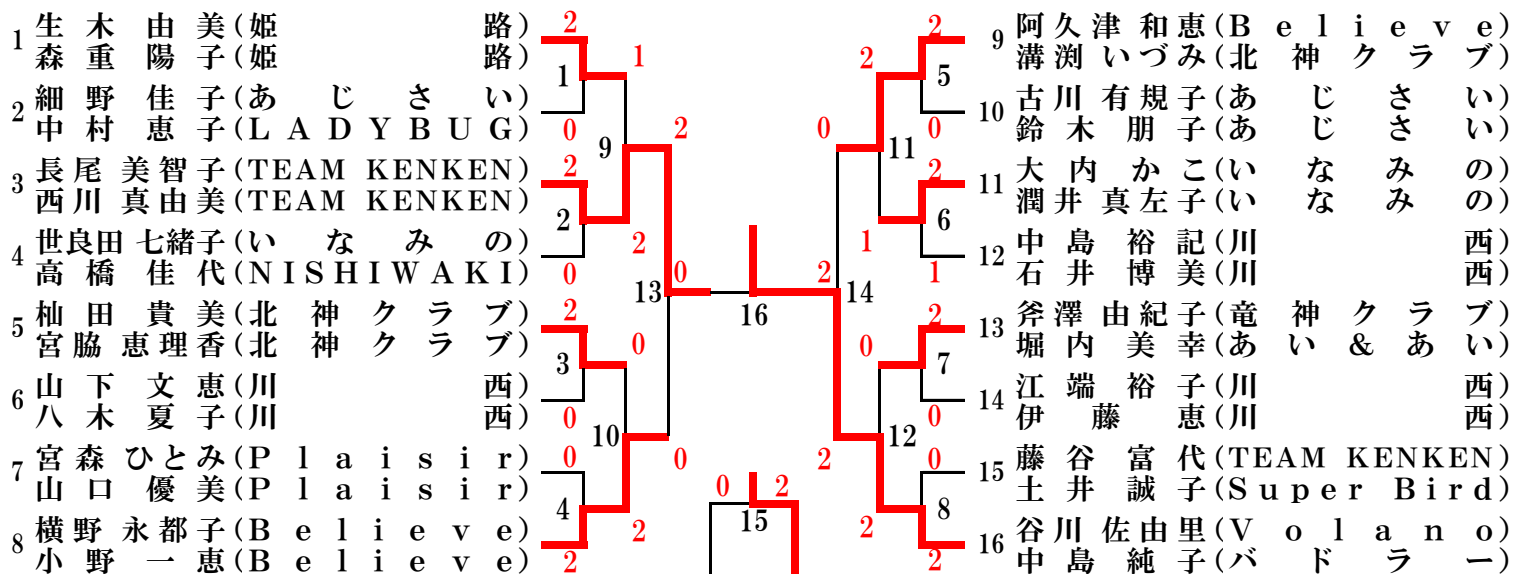 1
生木由美(姫路)
森重陽子(姫路)
2
細野佳子(あじさい)
中村恵子(LADYBUG)
3
長尾美智子(TEAM KENKEN)
西川真由美(TEAM KENKEN)
4
世良田七緒子(いなみの)
高橋佳代(NISHIWAKI)
5
杣田貴美(北神クラブ)
宮脇恵理香(北神クラブ)
6
山下文恵(川西)
八木夏子(川西)
7
宮森ひとみ(Plaisir)
山口優美(Plaisir)
8
横野永都子(Believe)
小野一恵(Believe)
2
1
0
1
2
2
0
2
2
3
0
0
0
4
2
2
9
2
10
0
13
0
16
0
2
15
2
14
0
2
11
2
1
12
0
2
2
5
0
2
6
1
2
7
0
0
8
2
9
阿久津和恵(Believe)
溝渕いづみ(北神クラブ)
10
古川有規子(あじさい)
鈴木朋子(あじさい)
11
大内かこ(いなみの)
潤井真左子(いなみの)
12
中島裕記(川西)
石井博美(川西)
13
斧澤由紀子(竜神クラブ)
堀内美幸(あい&あい)
14
江端裕子(川西)
伊藤恵(川西)
15
藤谷富代(TEAM KENKEN)
土井誠子(Super Bird)
16
谷川佐由里(Volano)
中島純子(バドラー)